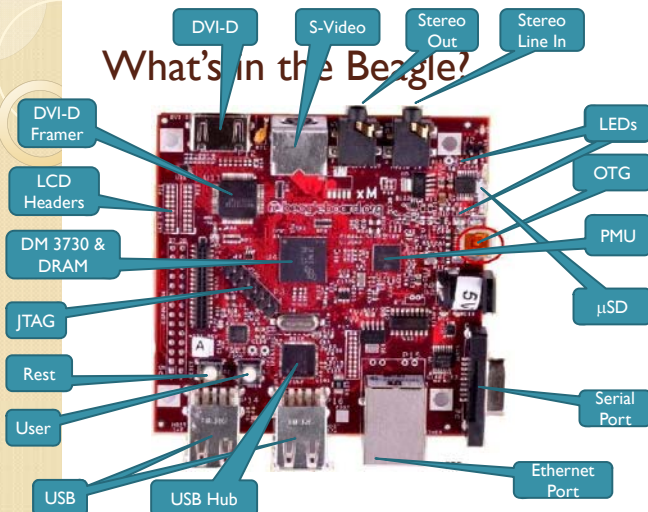 DVI-D
S-Video
Stereo
Out
Stereo
Line In
What's in the Beagle?
DVI-D
Framer
LEDs
LCD
Headers
OTG
xM
DM 3730 &
DRAM
PMU
5V
µSD
JTAG
A
Rest
Serial
Port
User
USB
USB Hub
Ethernet
Port